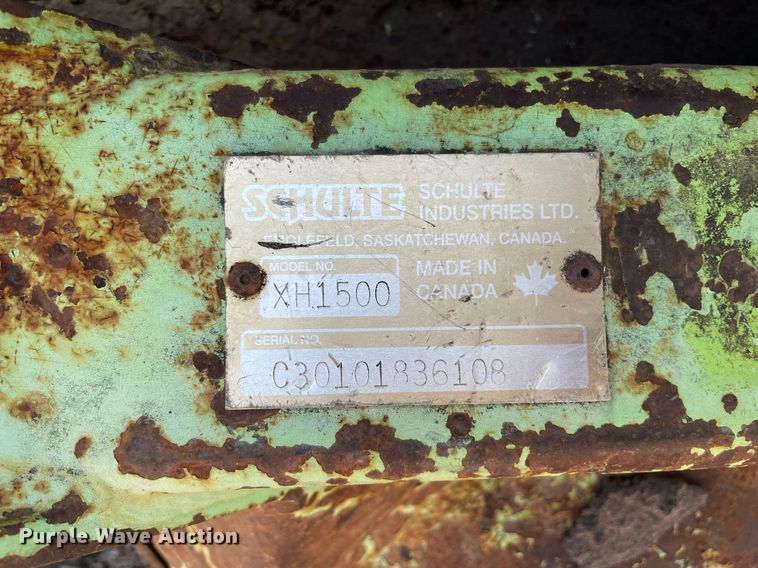 SCHULTE
SCHULTE
INDUSTRIES LTD.
ENGLEFELD, SASKATCHEWAN, CANADA.
MODEL NO.
XH1500
MADE IN
CANADA
SERIAL NO.
C30101836108
Purple Wave Auction